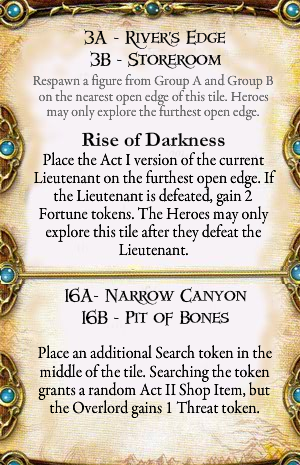 3A - River's Edge
3B - Storeroom
Respawn a figure from Group A and Group B
on the nearest open edge of this tile. Heroes
may only explore the furthest open edge.
Rise of Darkness
Place the Act I version of the current
Lieutenant on the furthest open edge. If
the Lieutenant is defeated, gain 2
Fortune tokens. The Heroes may only
explore this tile after they defeat the
Lieutenant.
16A- Narrow Canyon
16B - Pit of Bones
Place an additional Search token in the
middle of the tile. Searching the token
grants a random Act II Shop Item, but
the Overlord gains 1 Threat token.